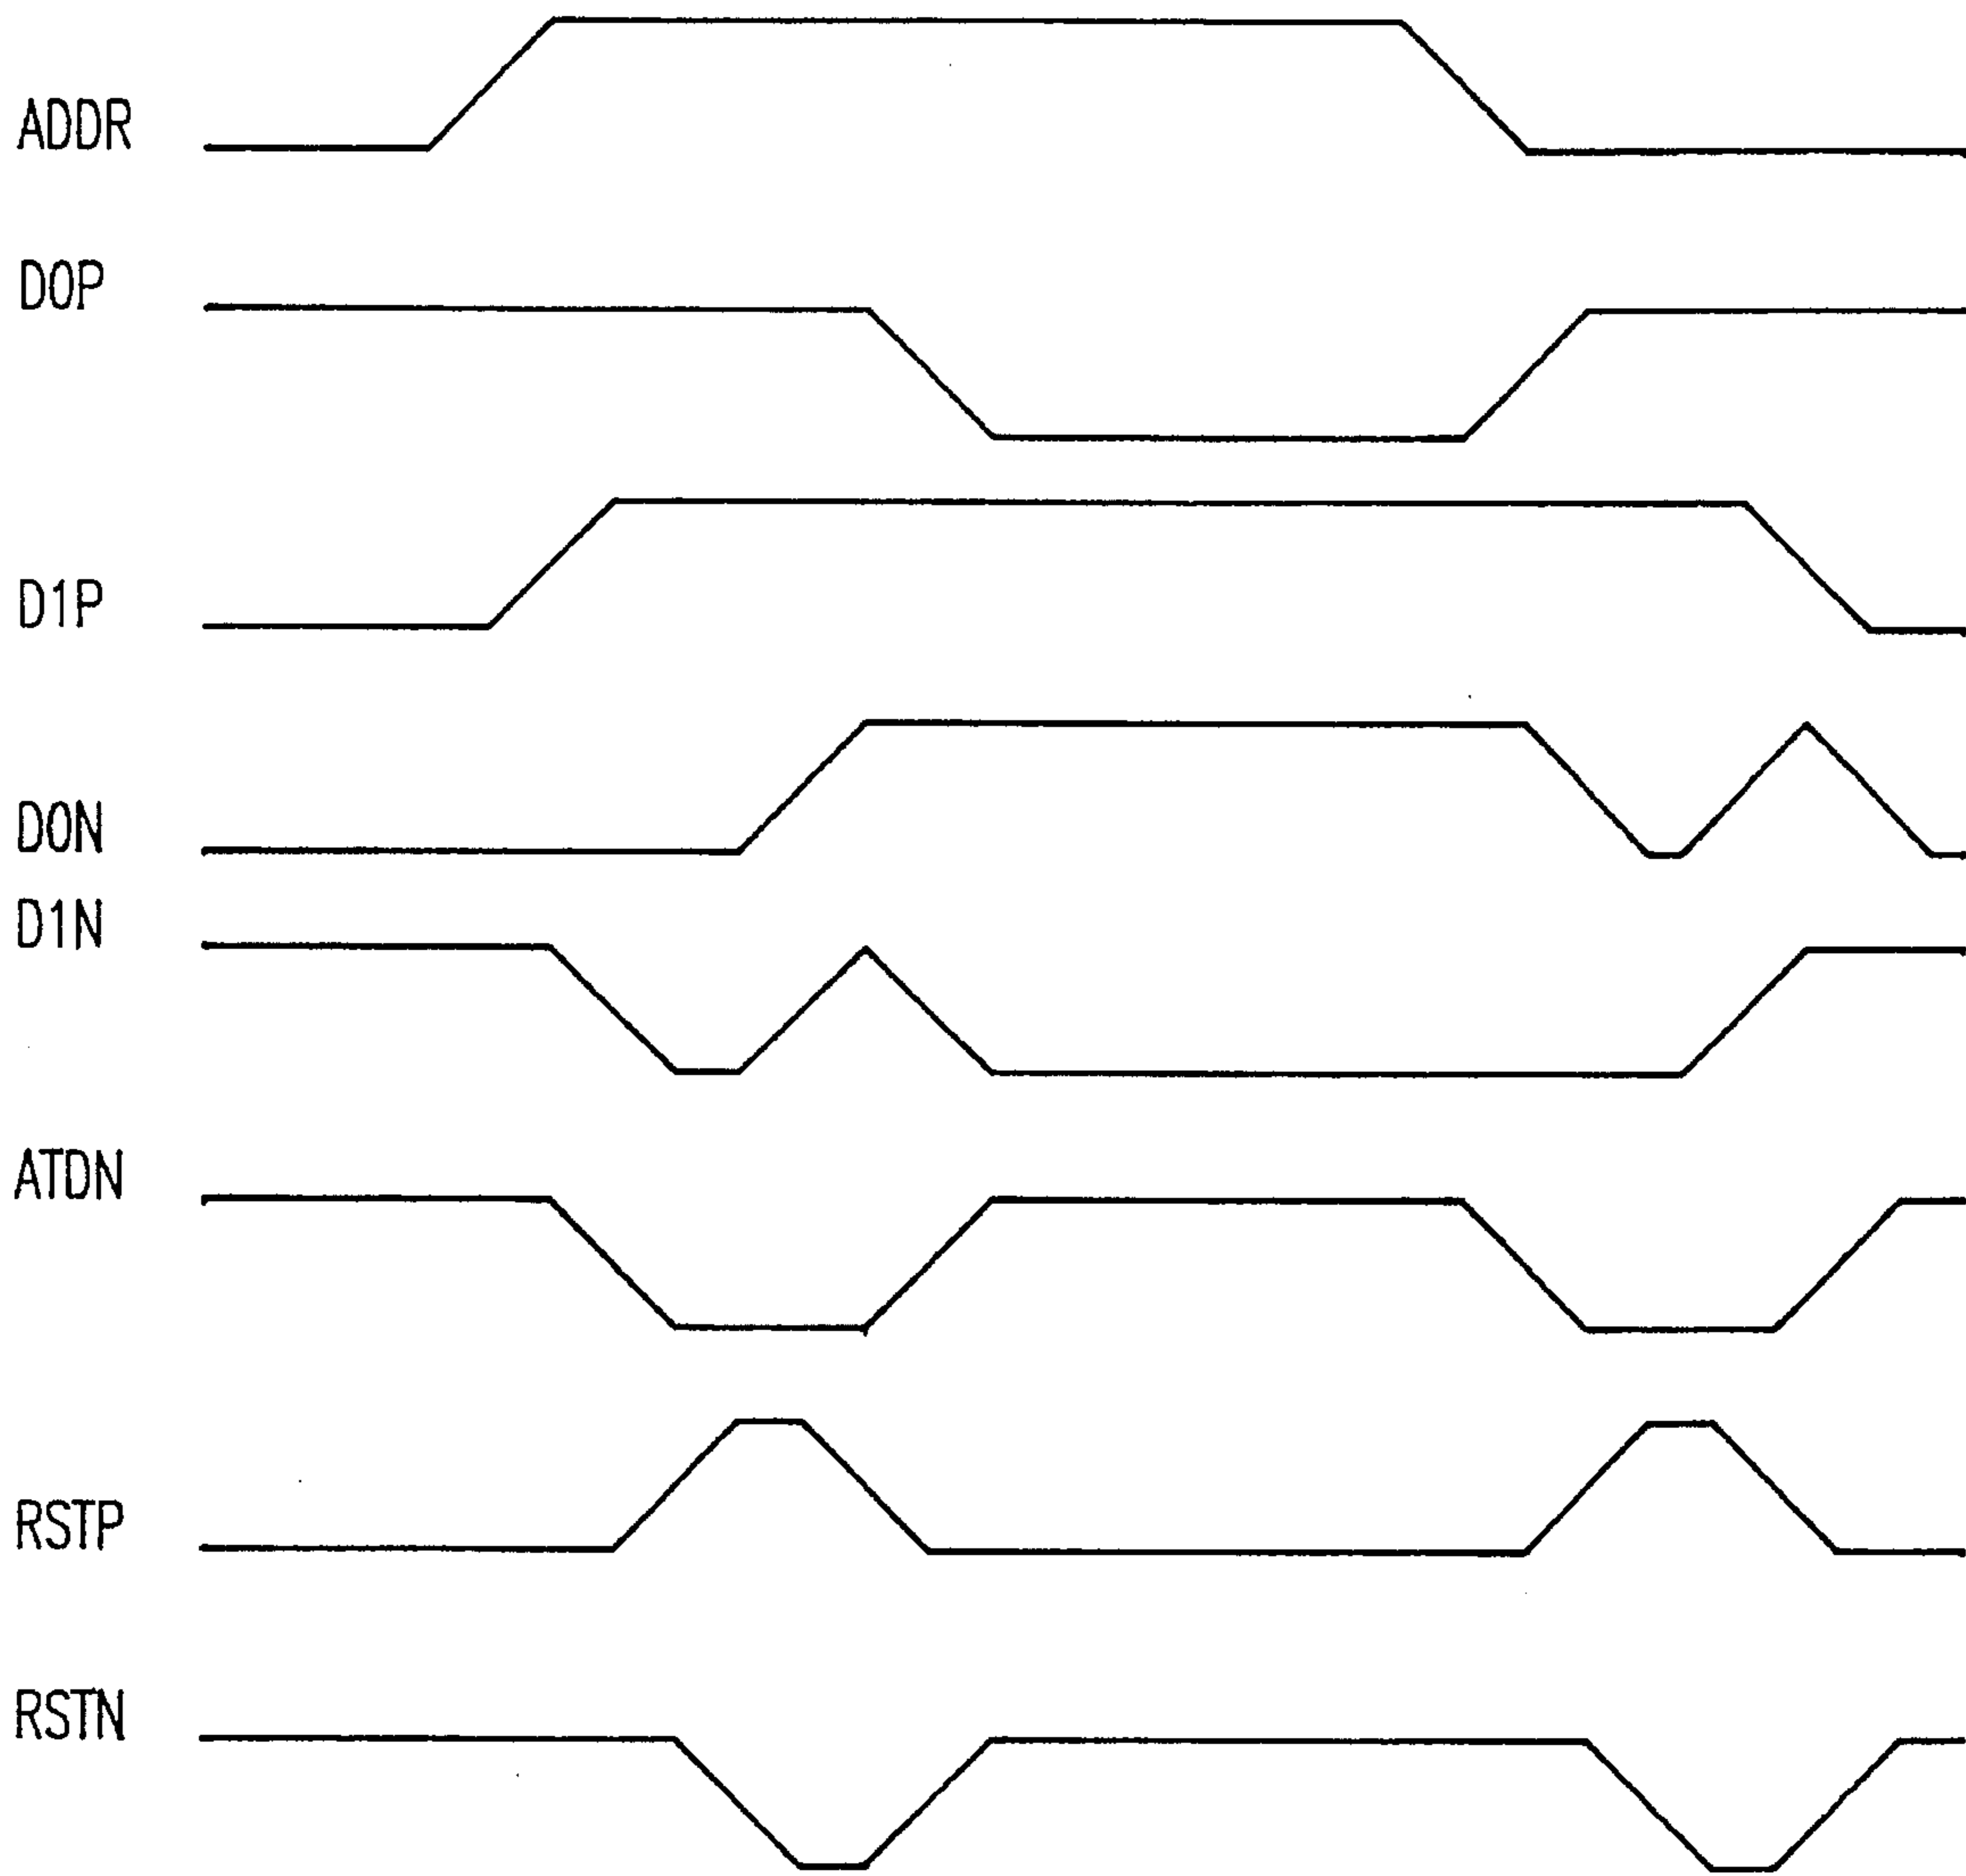 ADDR
D0P
D1P
D0N
D1N
ATDN
RSTP
RSTN